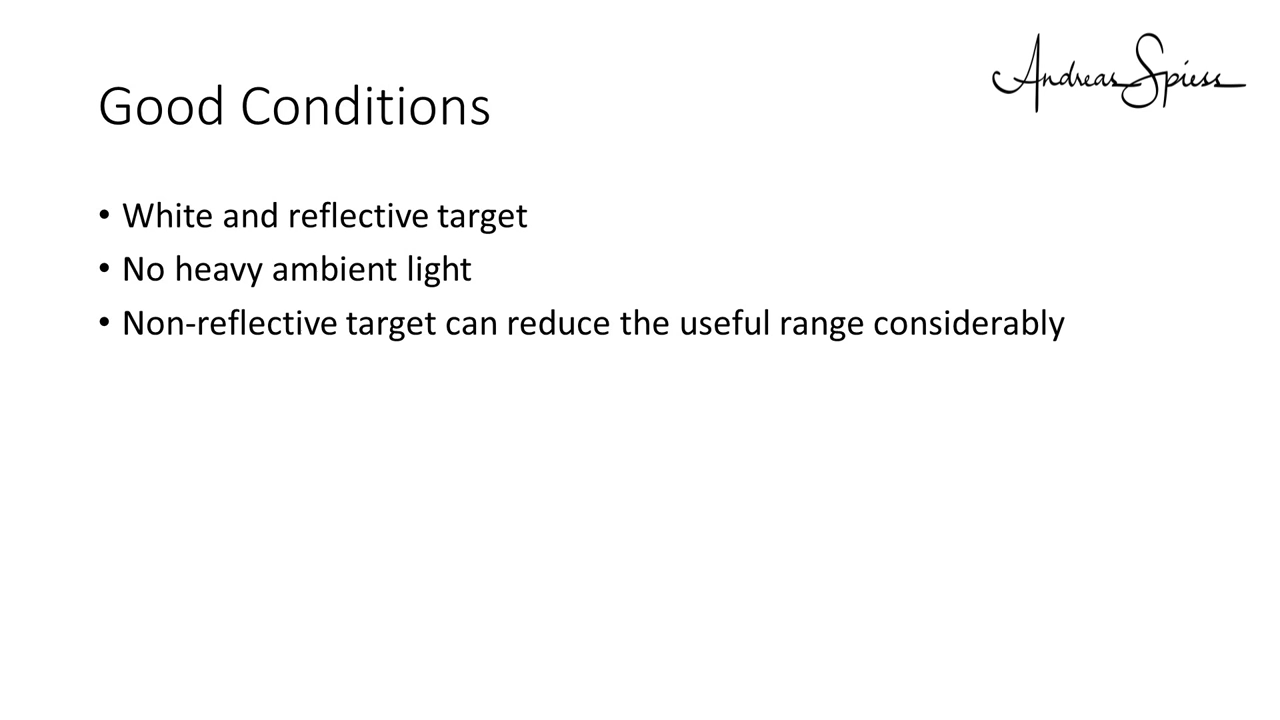 Andreas Spiess
Good Conditions
• White and reflective target
• No heavy ambient light
• Non-reflective target can reduce the useful range considerably